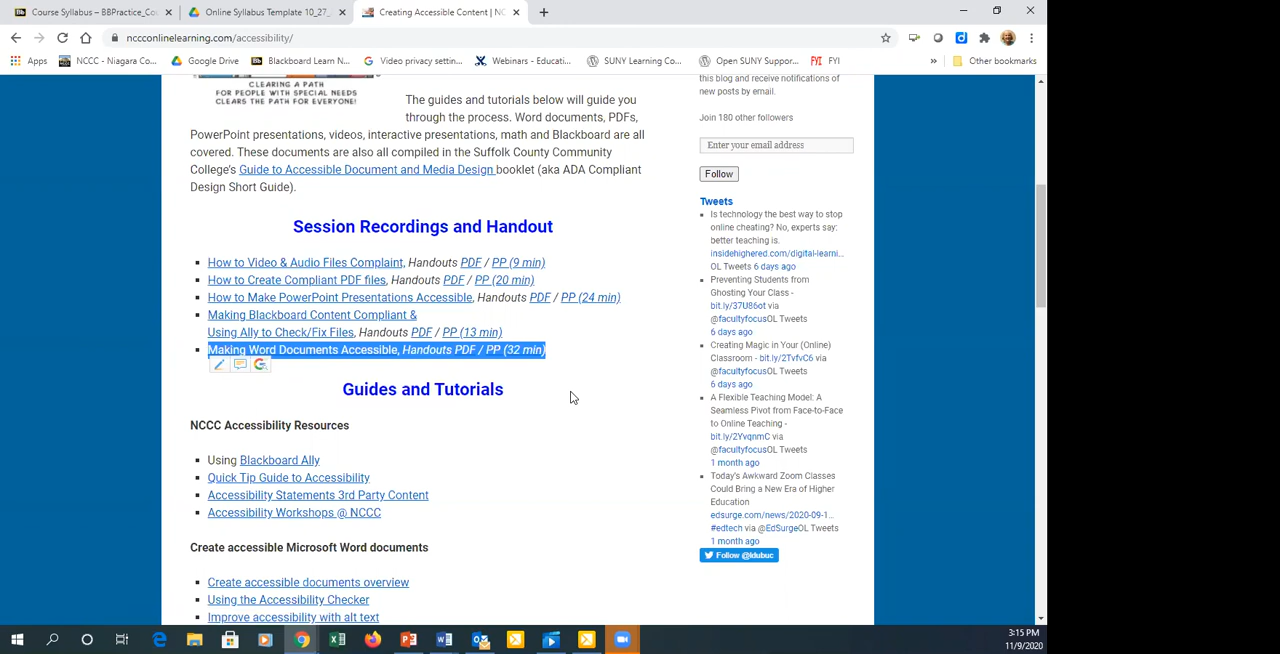 Course Syllabus – BBPractice_Co
Online Syllabus Template 10_27_
Creating Accessible Content | NC
nccconlinelearning.com/accessibility/
Apps
NCCC - Niagara Co...
Google Drive
Blackboard Learn N...
Video privacy settin...
Webinars - Educati...
SUNY Learning Co...
Open SUNY Suppor...
FYI
»
Other bookmarks
CLEARING A PATH
FOR PEOPLE WITH SPECIAL NEEDS
CLEARS THE PATH FOR EVERYONE!
The guides and tutorials below will guide you
through the process. Word documents, PDFs,
PowerPoint presentations, videos, interactive presentations, math and Blackboard are all
covered. These documents are also all compiled in the Suffolk County Community
College's Guide to Accessible Document and Media Design booklet (aka ADA Compliant
Design Short Guide).
Session Recordings and Handout
How to Video & Audio Files Complaint, Handouts PDF / PP (9 min)
How to Create Compliant PDF files, Handouts PDF / PP (20 min)
How to Make PowerPoint Presentations Accessible, Handouts PDF / PP (24 min)
Making Blackboard Content Compliant &
Using Ally to Check/Fix Files, Handouts PDF / PP (13 min)
Making Word Documents Accessible, Handouts PDF / PP (32 min)
Guides and Tutorials
NCCC Accessibility Resources
Using Blackboard Ally
Quick Tip Guide to Accessibility
Accessibility Statements 3rd Party Content
Accessibility Workshops @ NCCC
Create accessible Microsoft Word documents
Create accessible documents overview
Using the Accessibility Checker
Improve accessibility with alt text
this blog and receive notifications of
new posts by email.
Join 180 other followers
Enter your email address
Follow
Tweets
Is technology the best way to stop
online cheating? No, experts say:
better teaching is.
insidehighered.com/digital-learni...
OL Tweets 6 days ago
Preventing Students from
Ghosting Your Class -
bit.ly/37U86ot via
@facultyfocusOL Tweets
6 days ago
Creating Magic in Your (Online)
Classroom - bit.ly/2TvfvC6 via
@facultyfocusOL Tweets
6 days ago
A Flexible Teaching Model: A
Seamless Pivot from Face-to-Face
to Online Teaching -
bit.ly/2YvqnmC via
@facultyfocusOL Tweets
1 month ago
Today's Awkward Zoom Classes
Could Bring a New Era of Higher
Education
edsurge.com/news/2020-09-1...
#edtech via @EdSurgeOL Tweets
1 month ago
Follow @ldubuc
3:15 PM
11/9/2020